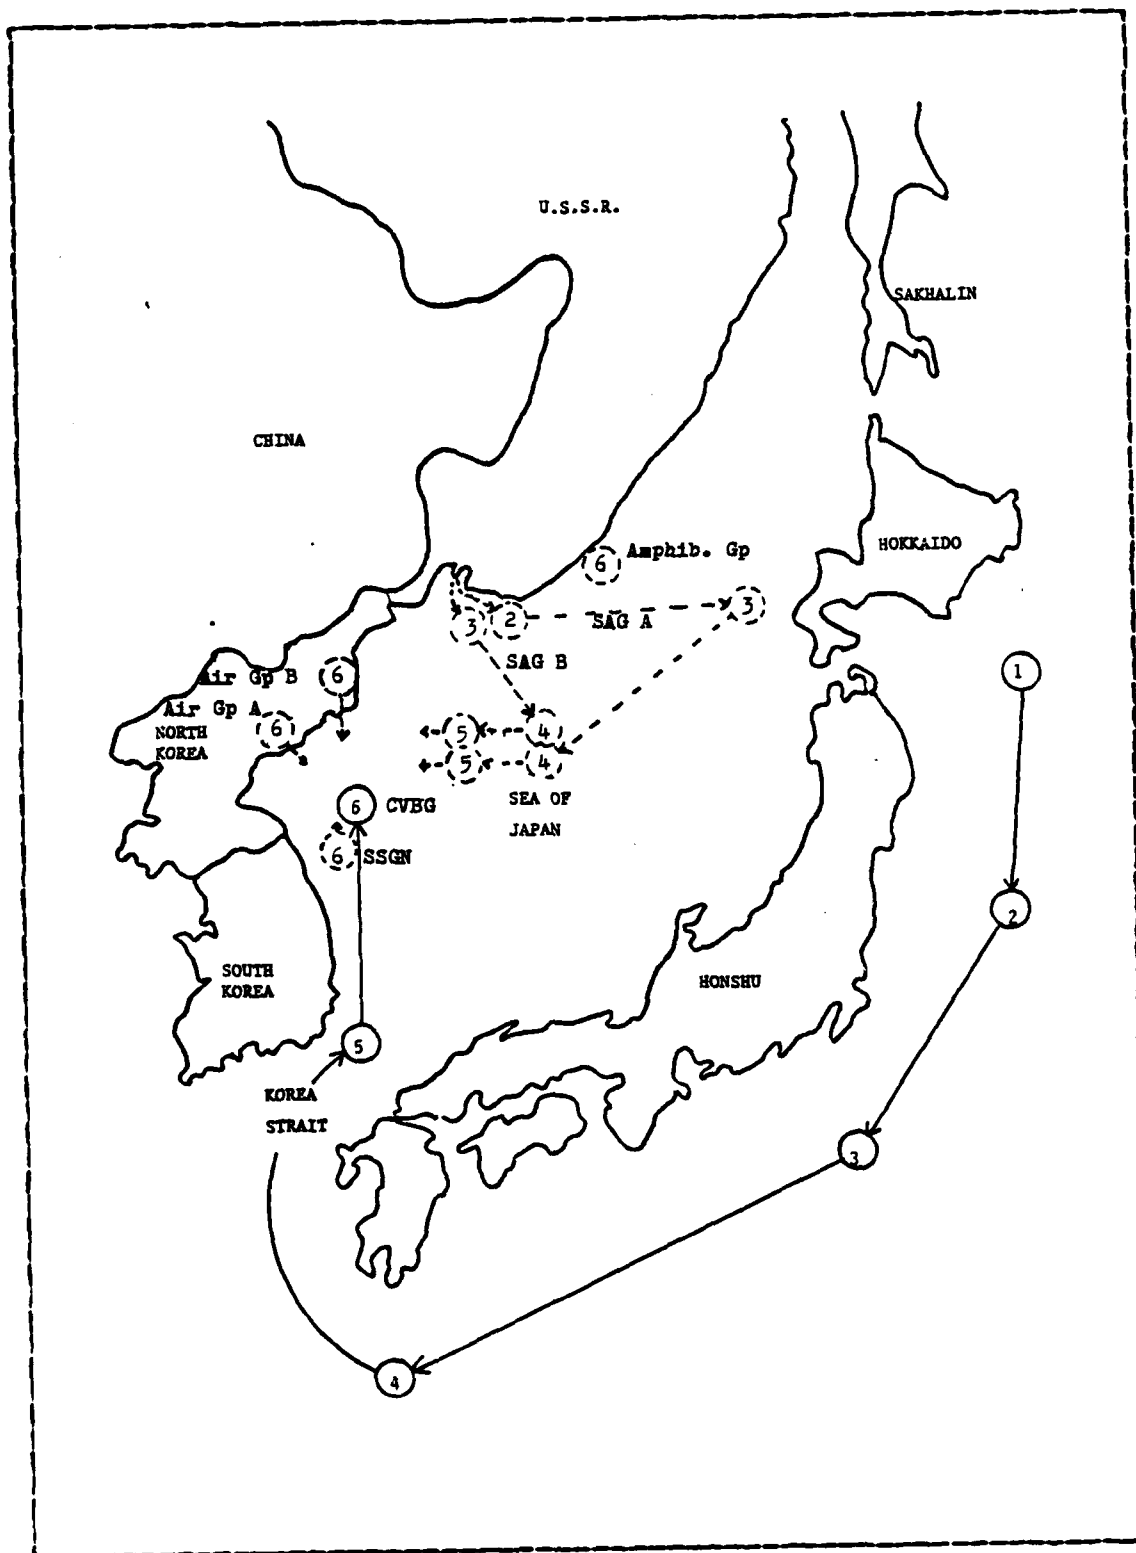 U.S.S.R.
SAKHALIN
CHINA
HOKKAIDO
6 Amphib. Gp
3 2 SAG A 3
SAG B
1
Air Gp B 6
Air Gp A 6
NORTH
KOREA
5 4
5 4
SEA OF
JAPAN
6 CVBG
6 SSGN
2
SOUTH
KOREA
HONSHU
5
KOREA
STRAIT
3
4